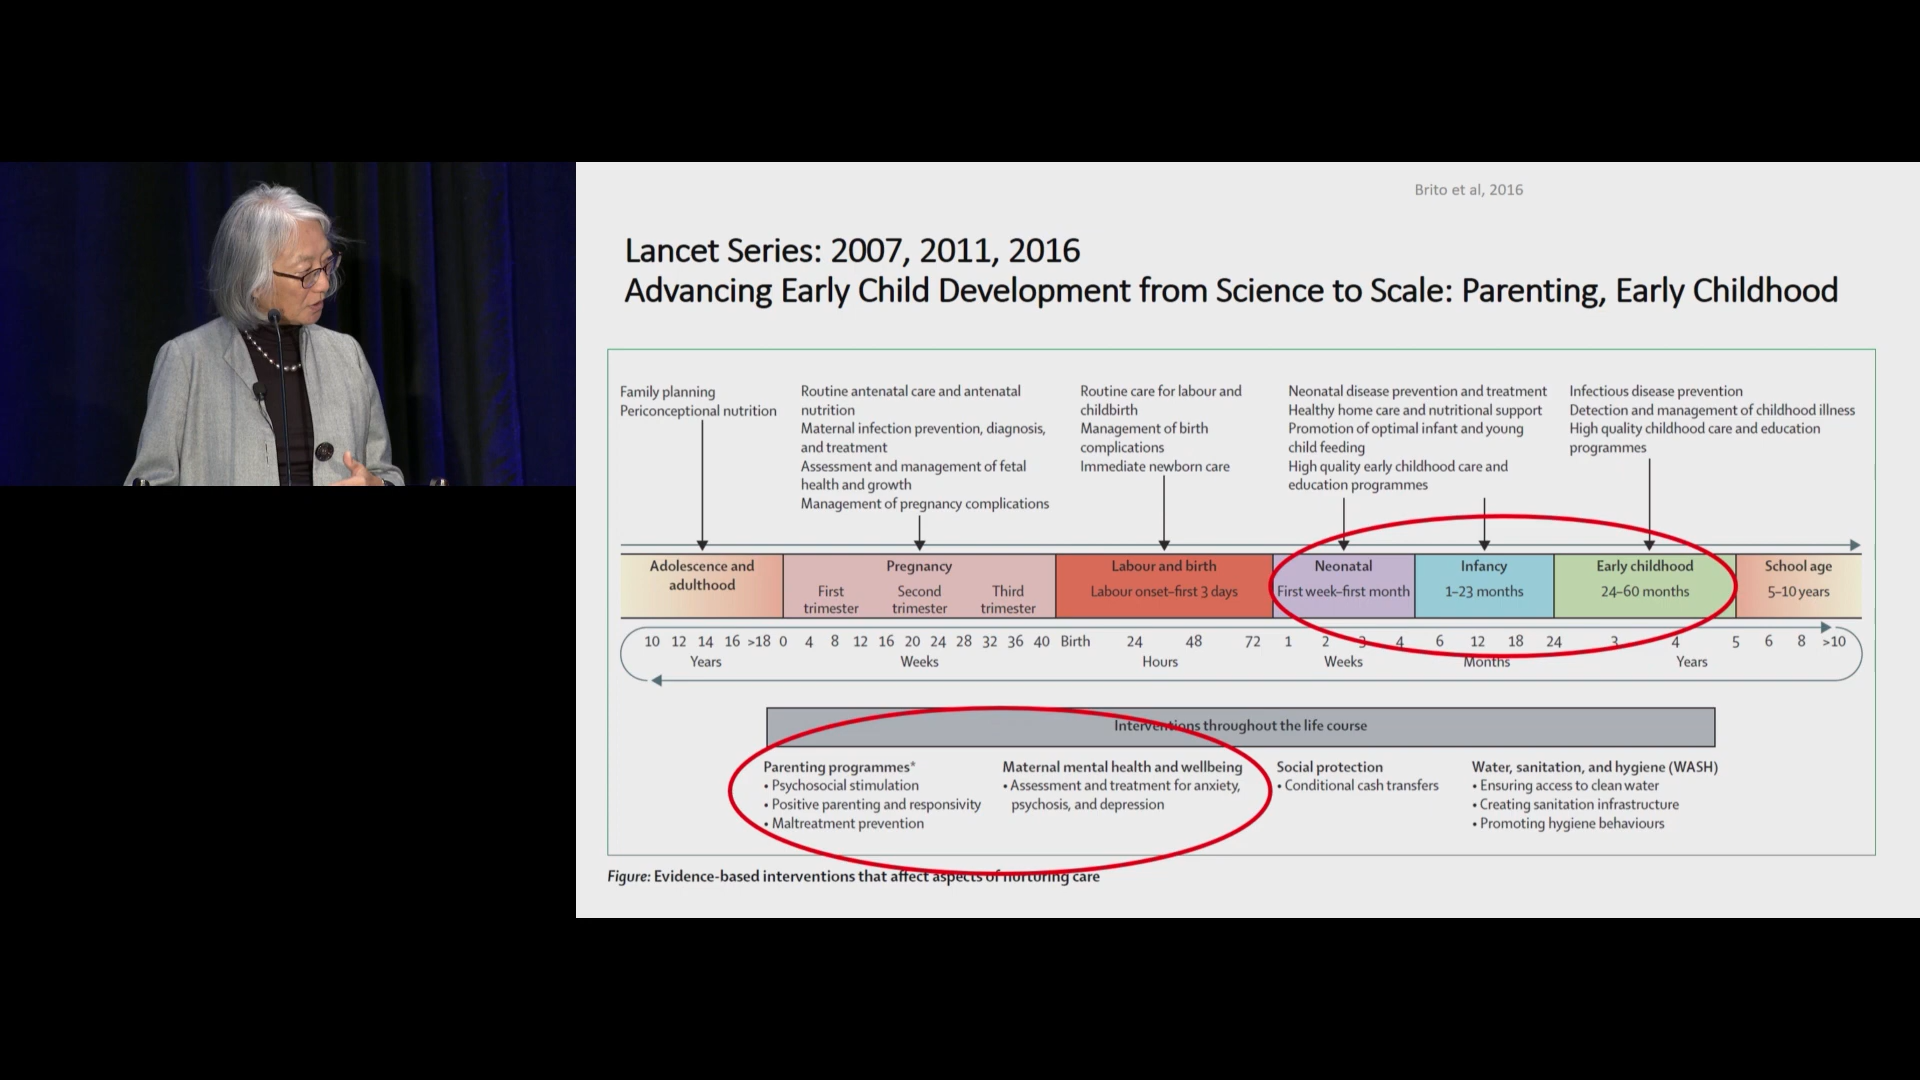 Brito et al, 2016
Lancet Series: 2007, 2011, 2016
Advancing Early Child Development from Science to Scale: Parenting, Early Childhood
Family planning
Periconceptional nutrition
Routine antenatal care and antenatal
nutrition
Maternal infection prevention, diagnosis,
and treatment
Assessment and management of fetal
health and growth
Management of pregnancy complications
Routine care for labour and
childbirth
Management of birth
complications
Immediate newborn care
Neonatal disease prevention and treatment
Healthy home care and nutritional support
Promotion of optimal infant and young
child feeding
High quality early childhood care and
education programmes
Infectious disease prevention
Detection and management of childhood illness
High quality childhood care and education
programmes
Adolescence and
adulthood
Pregnancy
First
trimester
Second
trimester
Third
trimester
Labour and birth
Labour onset–first 3 days
Neonatal
First week–first month
Infancy
1–23 months
Early childhood
24–60 months
School age
5–10 years
10 12 14 16 >18 0 4 8 12 16 20 24 28 32 36 40 Birth 24 48 72 1 2 3 4 6 12 18 24 3 4 5 6 8 >10
Years Weeks Hours Weeks Months Years
Interventions throughout the life course
Parenting programmes*
• Psychosocial stimulation
• Positive parenting and responsivity
• Maltreatment prevention
Maternal mental health and wellbeing
• Assessment and treatment for anxiety,
psychosis, and depression
Social protection
• Conditional cash transfers
Water, sanitation, and hygiene (WASH)
• Ensuring access to clean water
• Creating sanitation infrastructure
• Promoting hygiene behaviours
Figure: Evidence-based interventions that affect aspects of nurturing care